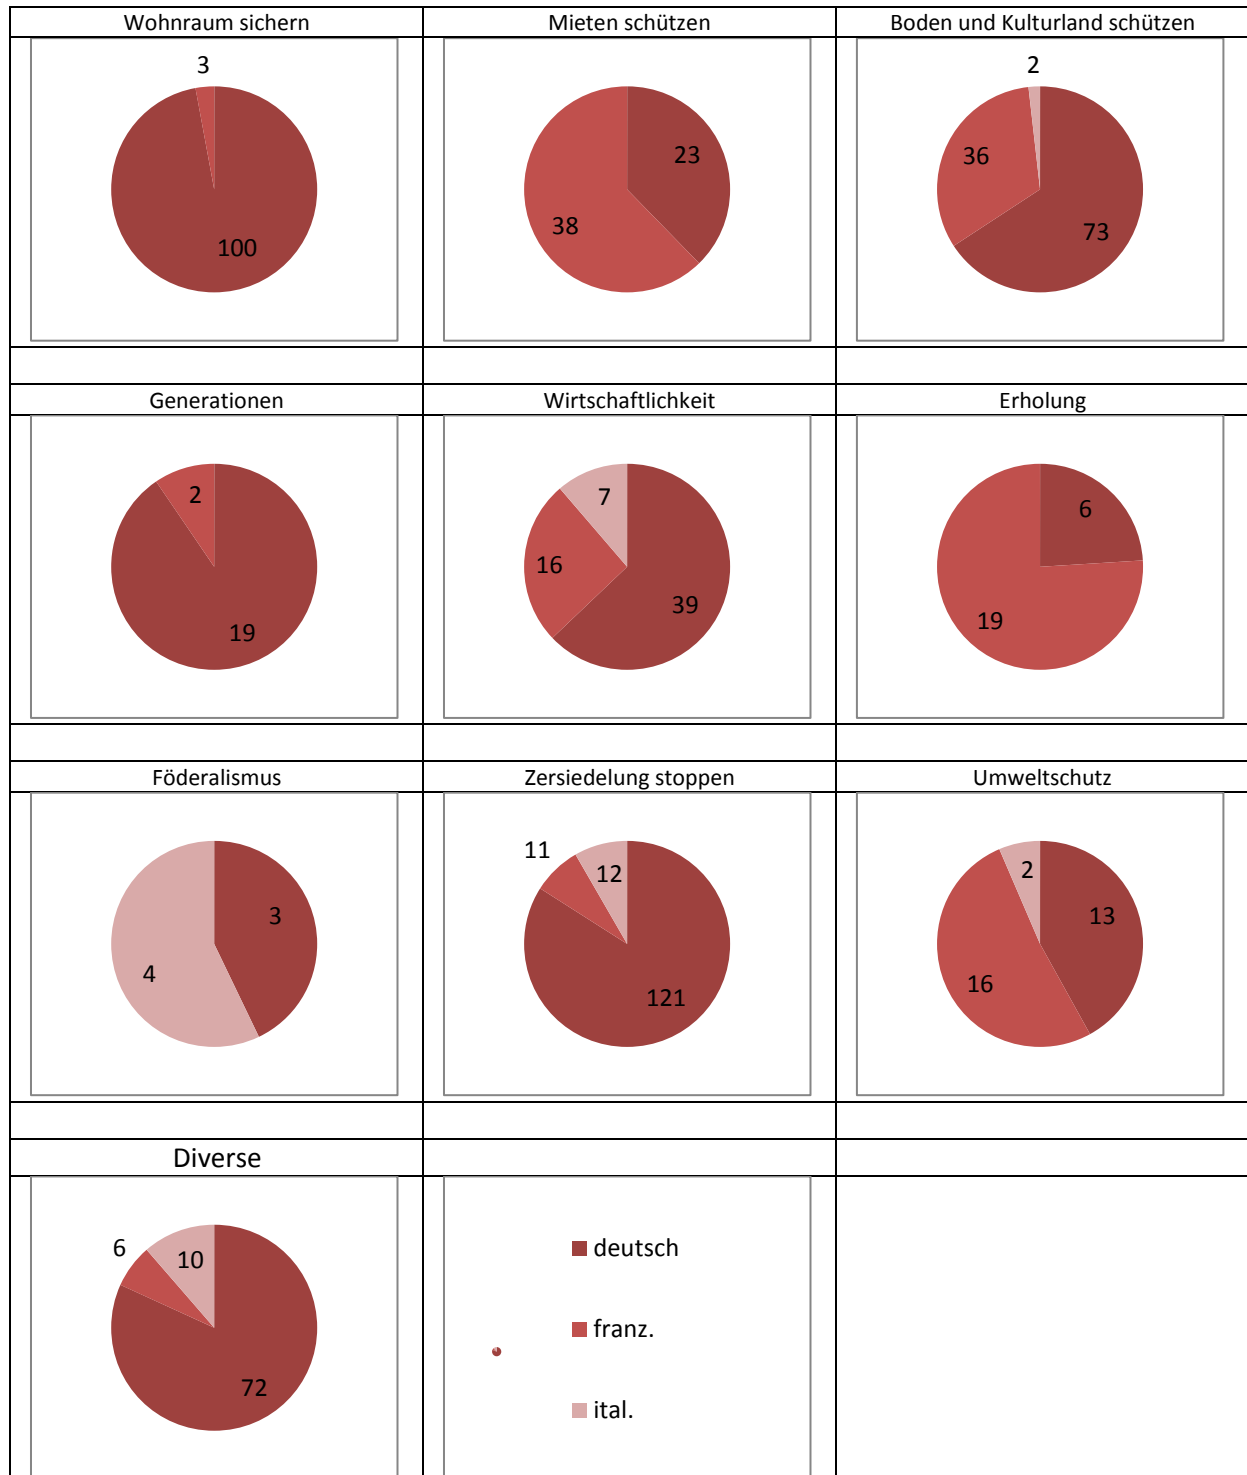 Wohnraum sichern
Mieten schützen
Boden und Kulturland schützen
3
100
23
38
2
36
73
Generationen
Wirtschaftlichkeit
Erholung
2
19
7
16
39
6
19
Föderalismus
Zersiedelung stoppen
Umweltschutz
3
4
11
12
121
2
13
16
Diverse
6
10
72
deutsch
franz.
ital.